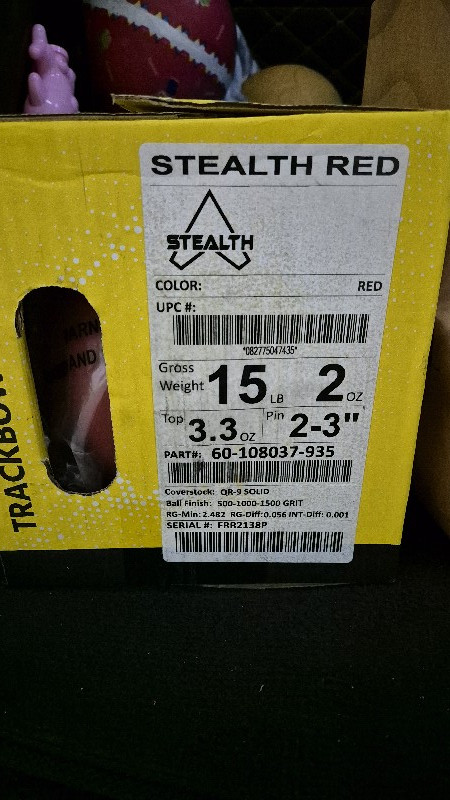 STEALTH RED
STEALTH
COLOR: RED
UPC #:
*082775047435*
Gross Weight 15 LB 2 OZ
Top 3.3 OZ Pin 2-3"
PART#: 60-108037-935
Coverstock: QR-9 SOLID
Ball Finish: 500-1000-1500 GRIT
RG-Min: 2.482 RG-Diff: 0.056 INT-Diff: 0.001
SERIAL #: FRR2138P
AND